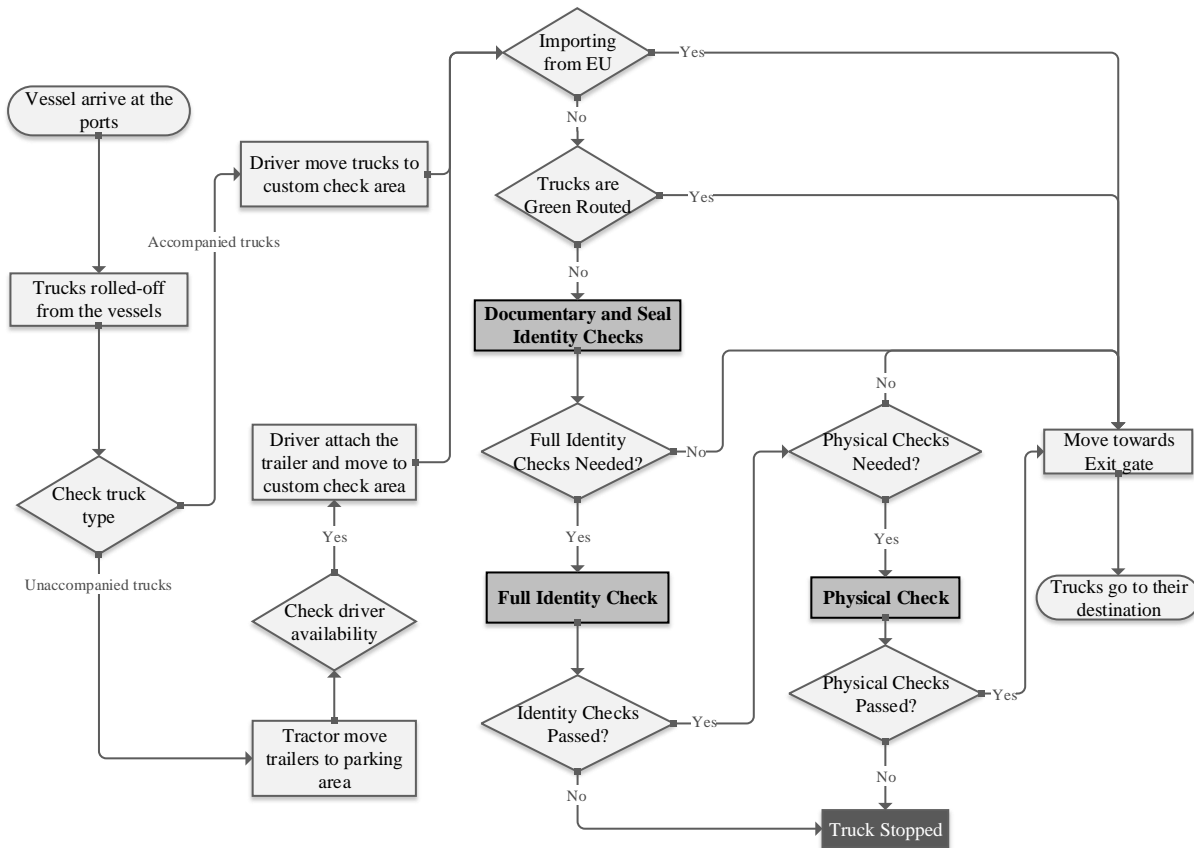 Vessel arrive at the
ports
Trucks rolled-off
from the vessels
Check truck
type
Accompanied trucks
Unaccompanied trucks
Driver move trucks to
custom check area
Driver attach the
trailer and move to
custom check area
Yes
Check driver
availability
Tractor move
trailers to parking
area
Importing
from EU
Yes
No
Trucks are
Green Routed
Yes
No
Documentary and Seal
Identity Checks
Full Identity
Checks Needed?
No
Yes
Full Identity Check
Identity Checks
Passed?
Yes
No
No
Physical Checks
Needed?
Yes
Physical Check
Physical Checks
Passed?
Yes
No
Truck Stopped
Move towards
Exit gate
Trucks go to their
destination